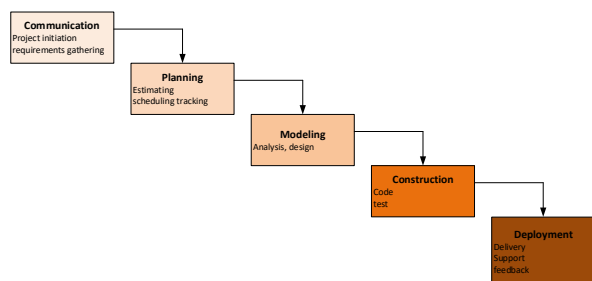 Communication
Project initiation
requirements gathering
Planning
Estimating
scheduling tracking
Modeling
Analysis, design
Construction
Code
test
Deployment
Delivery
Support
feedback